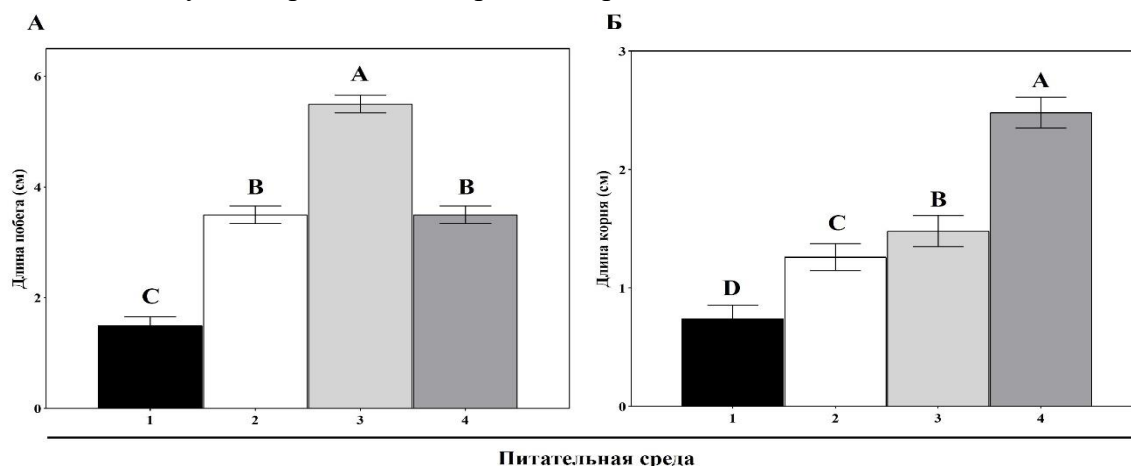 А
Б
A
B
B
C
Длина побега (см)
6
4
2
0
1 2 3 4
A
B
C
D
Длина корня (см)
3
2
1
0
1 2 3 4
Питательная среда